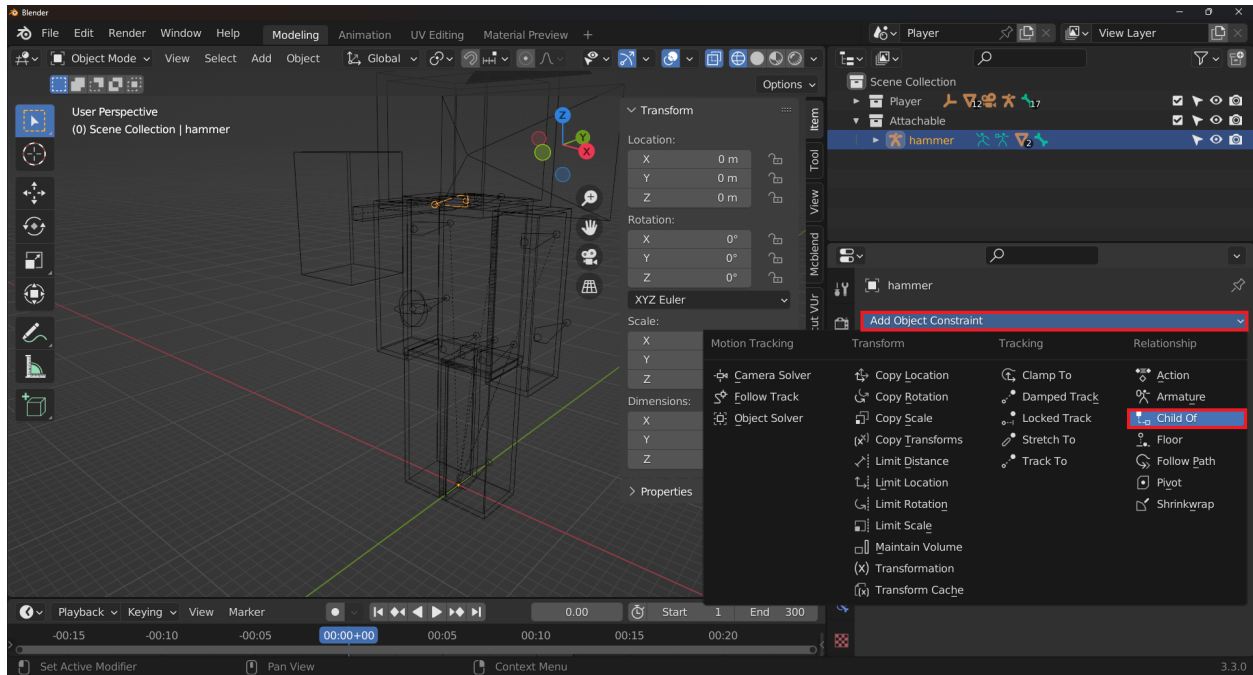 Blender
File Edit Render Window Help Modeling Animation UV Editing Material Preview + Player View Layer
Object Mode View Select Add Object Global
Options
User Perspective
(0) Scene Collection | hammer
Z
Y
X
Transform
Location:
X 0 m
Y 0 m
Z 0 m
Rotation:
X 0°
Y 0°
Z 0°
XYZ Euler
Scale:
X
Y
Z
Dimensions:
X
Y
Z
Properties
Item
Tool
View
Mcblend
Scene Collection
Player 12 17
Attachable
hammer 2
hammer
Add Object Constraint
Motion Tracking Transform Tracking Relationship
Camera Solver Copy Location Clamp To Action
Follow Track Copy Rotation Damped Track Armature
Object Solver Copy Scale Locked Track Child Of
Copy Transforms Stretch To Floor
Limit Distance Track To Follow Path
Limit Location Pivot
Limit Rotation Shrinkwrap
Limit Scale
Maintain Volume
Transformation
Transform Cache
Playback Keying View Marker 0.00 Start 1 End 300
-00:15 -00:10 -00:05 00:00+00 00:05 00:10 00:15 00:20
Set Active Modifier Pan View Context Menu 3.3.0